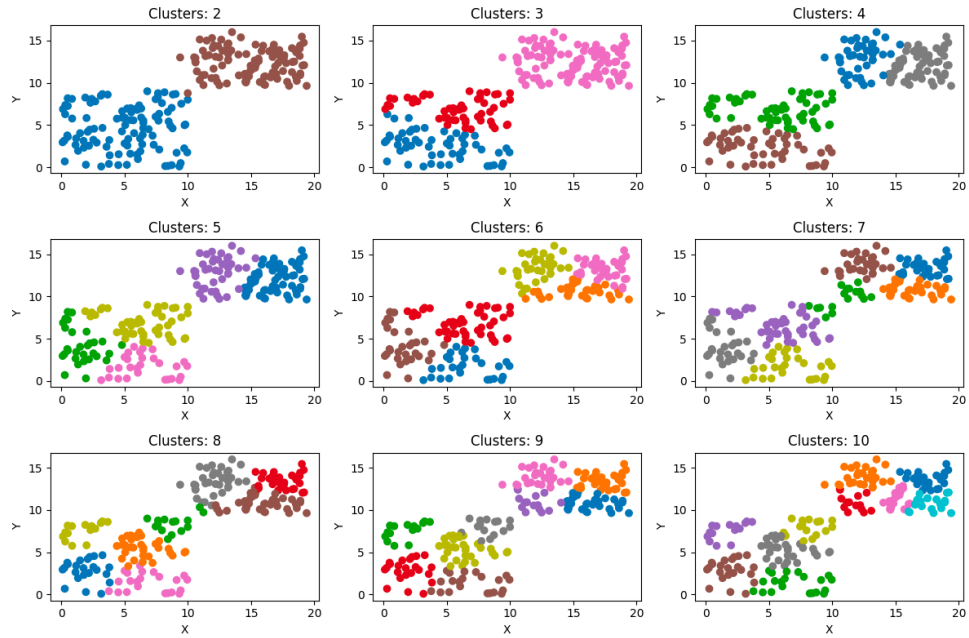 Clusters: 2
Clusters: 3
Clusters: 4
15
10
5
0
Y
0 5 10 15 20
X
15
10
5
0
Y
0 5 10 15 20
X
15
10
5
0
Y
0 5 10 15 20
X
Clusters: 5
Clusters: 6
Clusters: 7
15
10
5
0
Y
0 5 10 15 20
X
15
10
5
0
Y
0 5 10 15 20
X
15
10
5
0
Y
0 5 10 15 20
X
Clusters: 8
Clusters: 9
Clusters: 10
15
10
5
0
Y
0 5 10 15 20
X
15
10
5
0
Y
0 5 10 15 20
X
15
10
5
0
Y
0 5 10 15 20
X